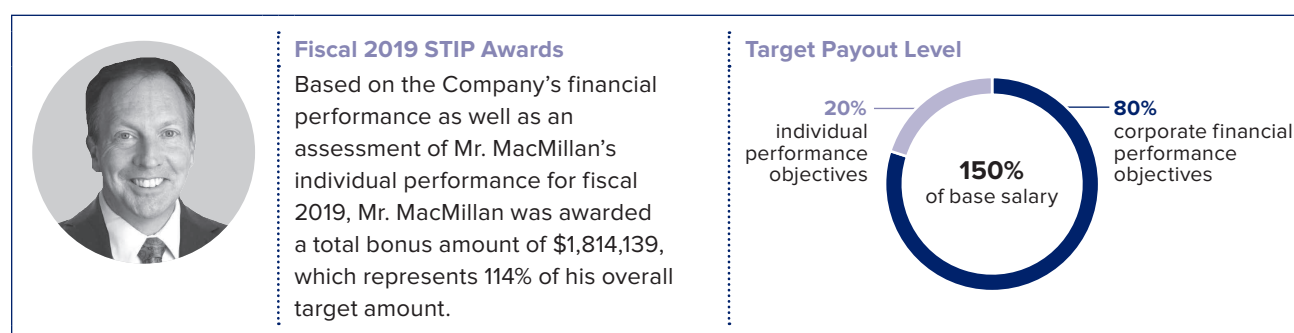 Fiscal 2019 STIP Awards
Based on the Company’s financial
performance as well as an
assessment of Mr. MacMillan’s
individual performance for fiscal
2019, Mr. MacMillan was awarded
a total bonus amount of $1,814,139,
which represents 114% of his overall
target amount.
Target Payout Level
20%
individual
performance
objectives
150%
of base salary
80%
corporate financial
performance
objectives